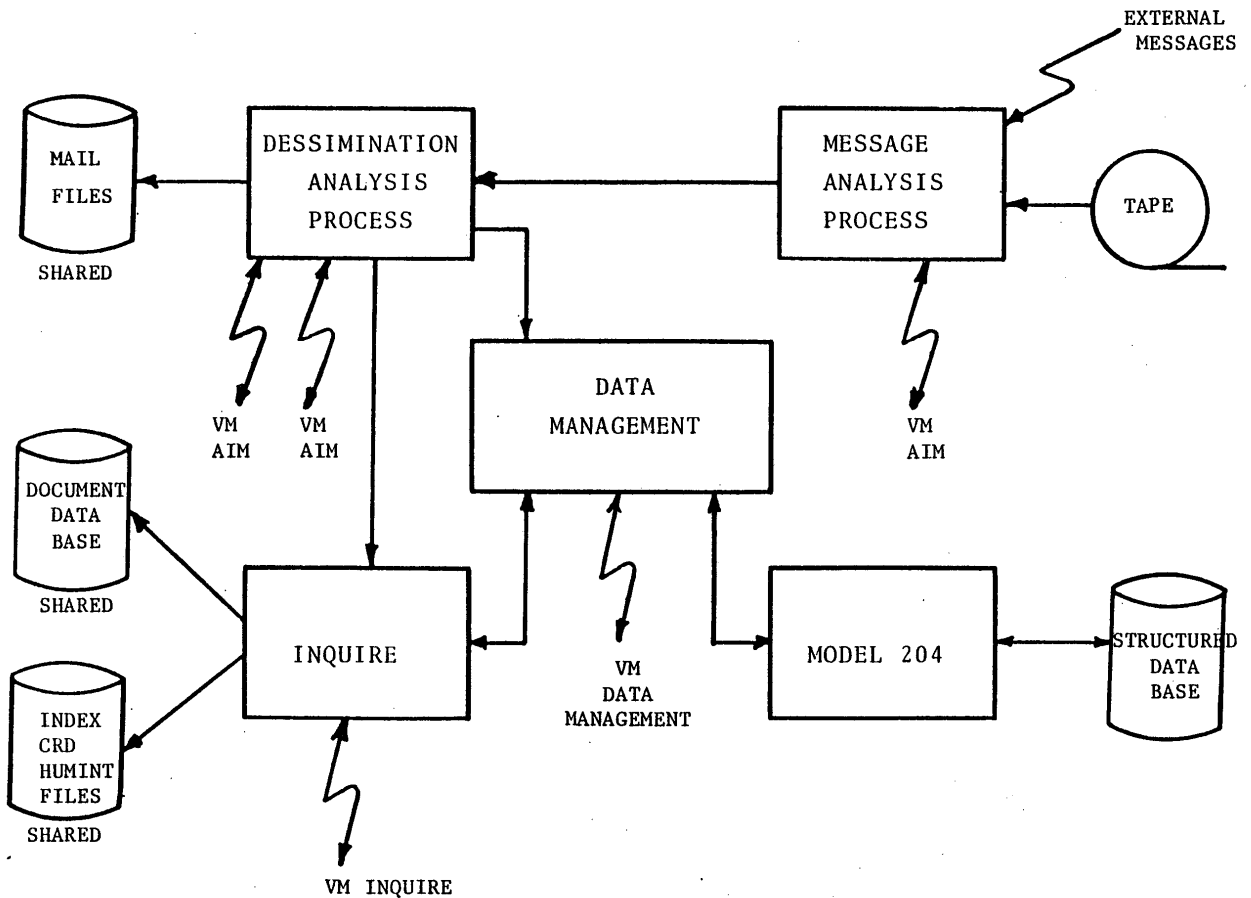 EXTERNAL
MESSAGES
MAIL
FILES
SHARED
DESSIMINATION
ANALYSIS
PROCESS
MESSAGE
ANALYSIS
PROCESS
TAPE
VM
AIM
VM
AIM
VM
AIM
DATA
MANAGEMENT
DOCUMENT
DATA
BASE
SHARED
INQUIRE
VM
DATA
MANAGEMENT
MODEL 204
STRUCTURED
DATA
BASE
INDEX
CRD
HUMINT
FILES
SHARED
VM INQUIRE